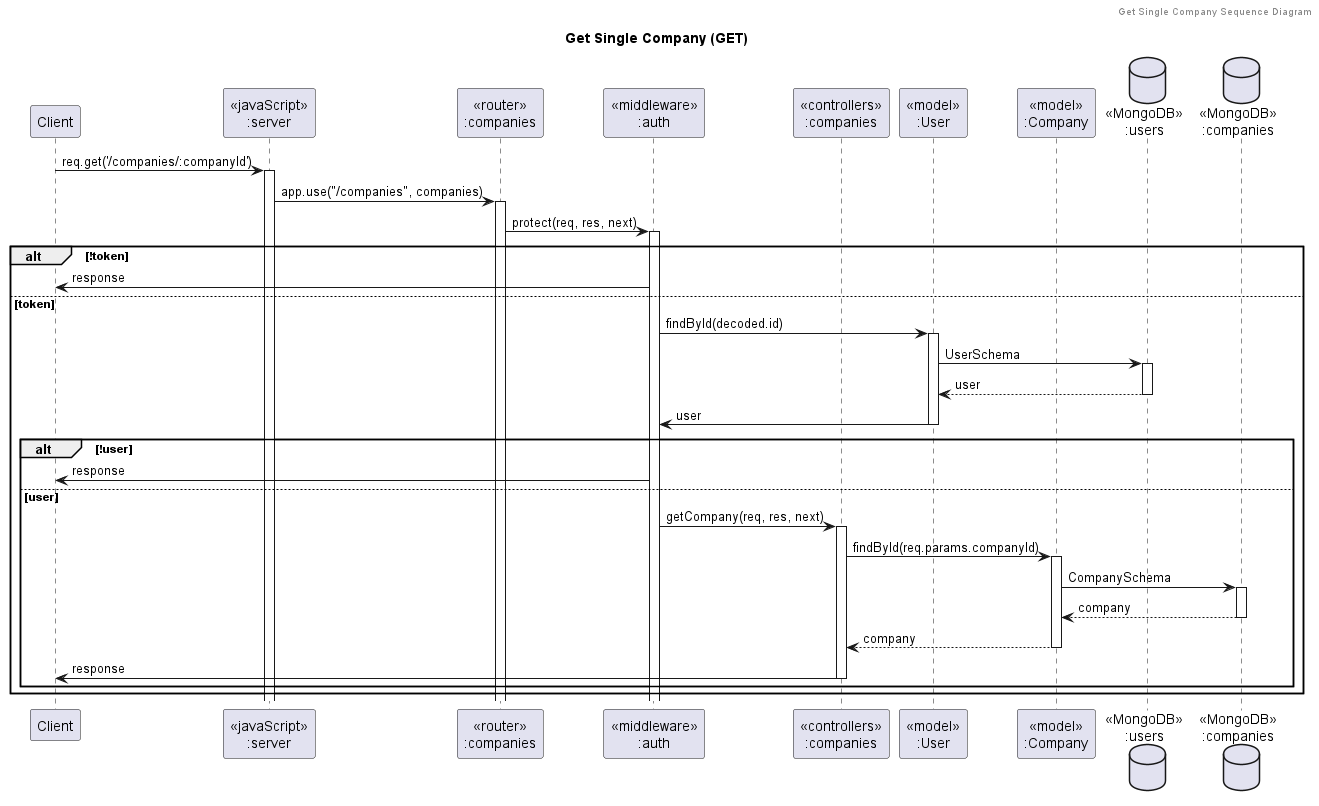 Get Single Company Sequence Diagram
Get Single Company (GET)
Client
«javaScript»
:server
«router»
:companies
«middleware»
:auth
«controllers»
:companies
«model»
:User
«model»
:Company
«MongoDB»
:users
«MongoDB»
:companies
req.get('/companies/:companyId')
app.use("/companies", companies)
protect(req, res, next)
alt [!token]
response
[token]
findById(decoded.id)
UserSchema
user
user
alt [!user]
response
[user]
getCompany(req, res, next)
findById(req.params.companyId)
CompanySchema
company
company
response
Client
«javaScript»
:server
«router»
:companies
«middleware»
:auth
«controllers»
:companies
«model»
:User
«model»
:Company
«MongoDB»
:users
«MongoDB»
:companies